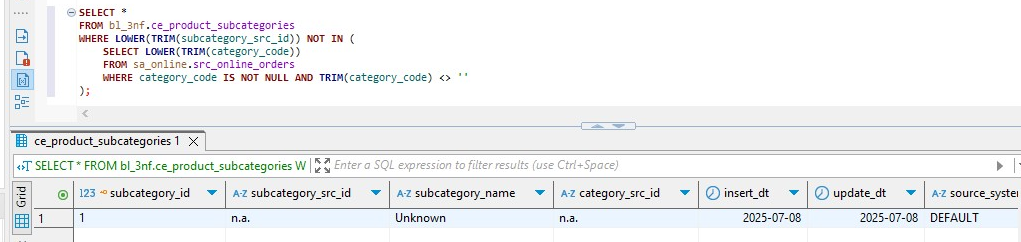 SELECT *
FROM bl_3nf.ce_product_subcategories
WHERE LOWER(TRIM(subcategory_src_id)) NOT IN (
SELECT LOWER(TRIM(category_code))
FROM sa_online.src_online_orders
WHERE category_code IS NOT NULL AND TRIM(category_code) <> ''
);
ce_product_subcategories 1
SELECT * FROM bl_3nf.ce_product_subcategories W Enter a SQL expression to filter results (use Ctrl+Space)
Grid
123 subcategory_id A-Z subcategory_src_id A-Z subcategory_name A-Z category_src_id insert_dt update_dt A-Z source_system
1 1 n.a. Unknown n.a. 2025-07-08 2025-07-08 DEFAULT